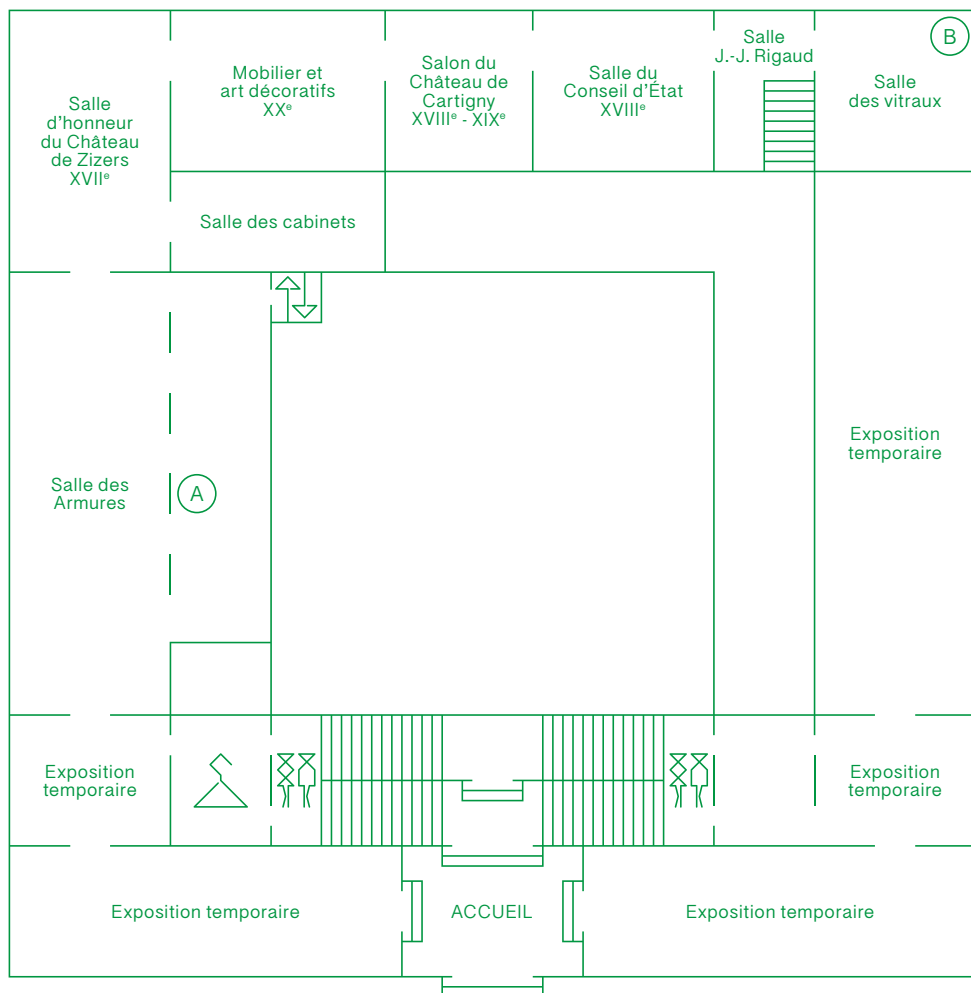 B
Salle
J.-J. Rigaud
Mobilier et
art décoratifs
XXᵉ
Salon du
Château de
Cartigny
XVIIIᵉ - XIXᵉ
Salle du
Conseil d'État
XVIIIᵉ
Salle
des vitraux
Salle
d'honneur
du Château
de Zizers
XVIIᵉ
Salle des cabinets
Exposition
temporaire
Salle des
Armures
A
Exposition
temporaire
Exposition
temporaire
Exposition temporaire
ACCUEIL
Exposition temporaire